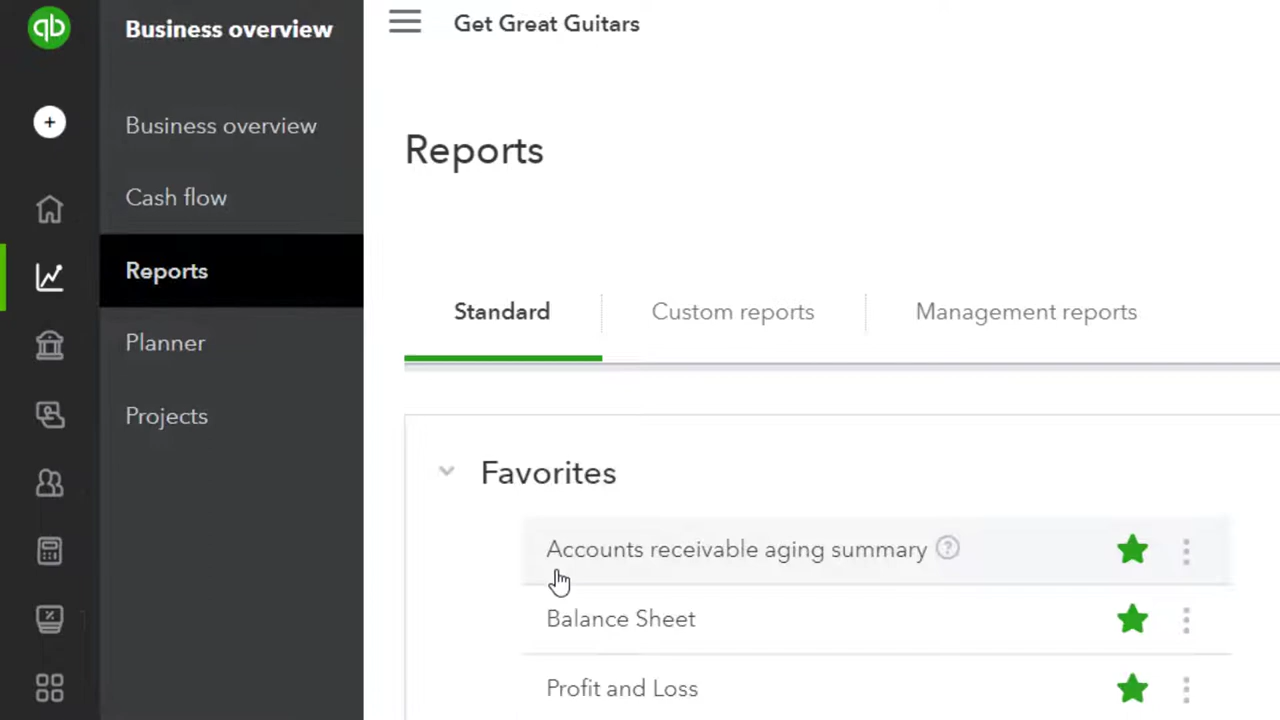 qb
Business overview
Business overview
Cash flow
Reports
Planner
Projects
Get Great Guitars
Reports
Standard
Custom reports
Management reports
Favorites
Accounts receivable aging summary
Balance Sheet
Profit and Loss